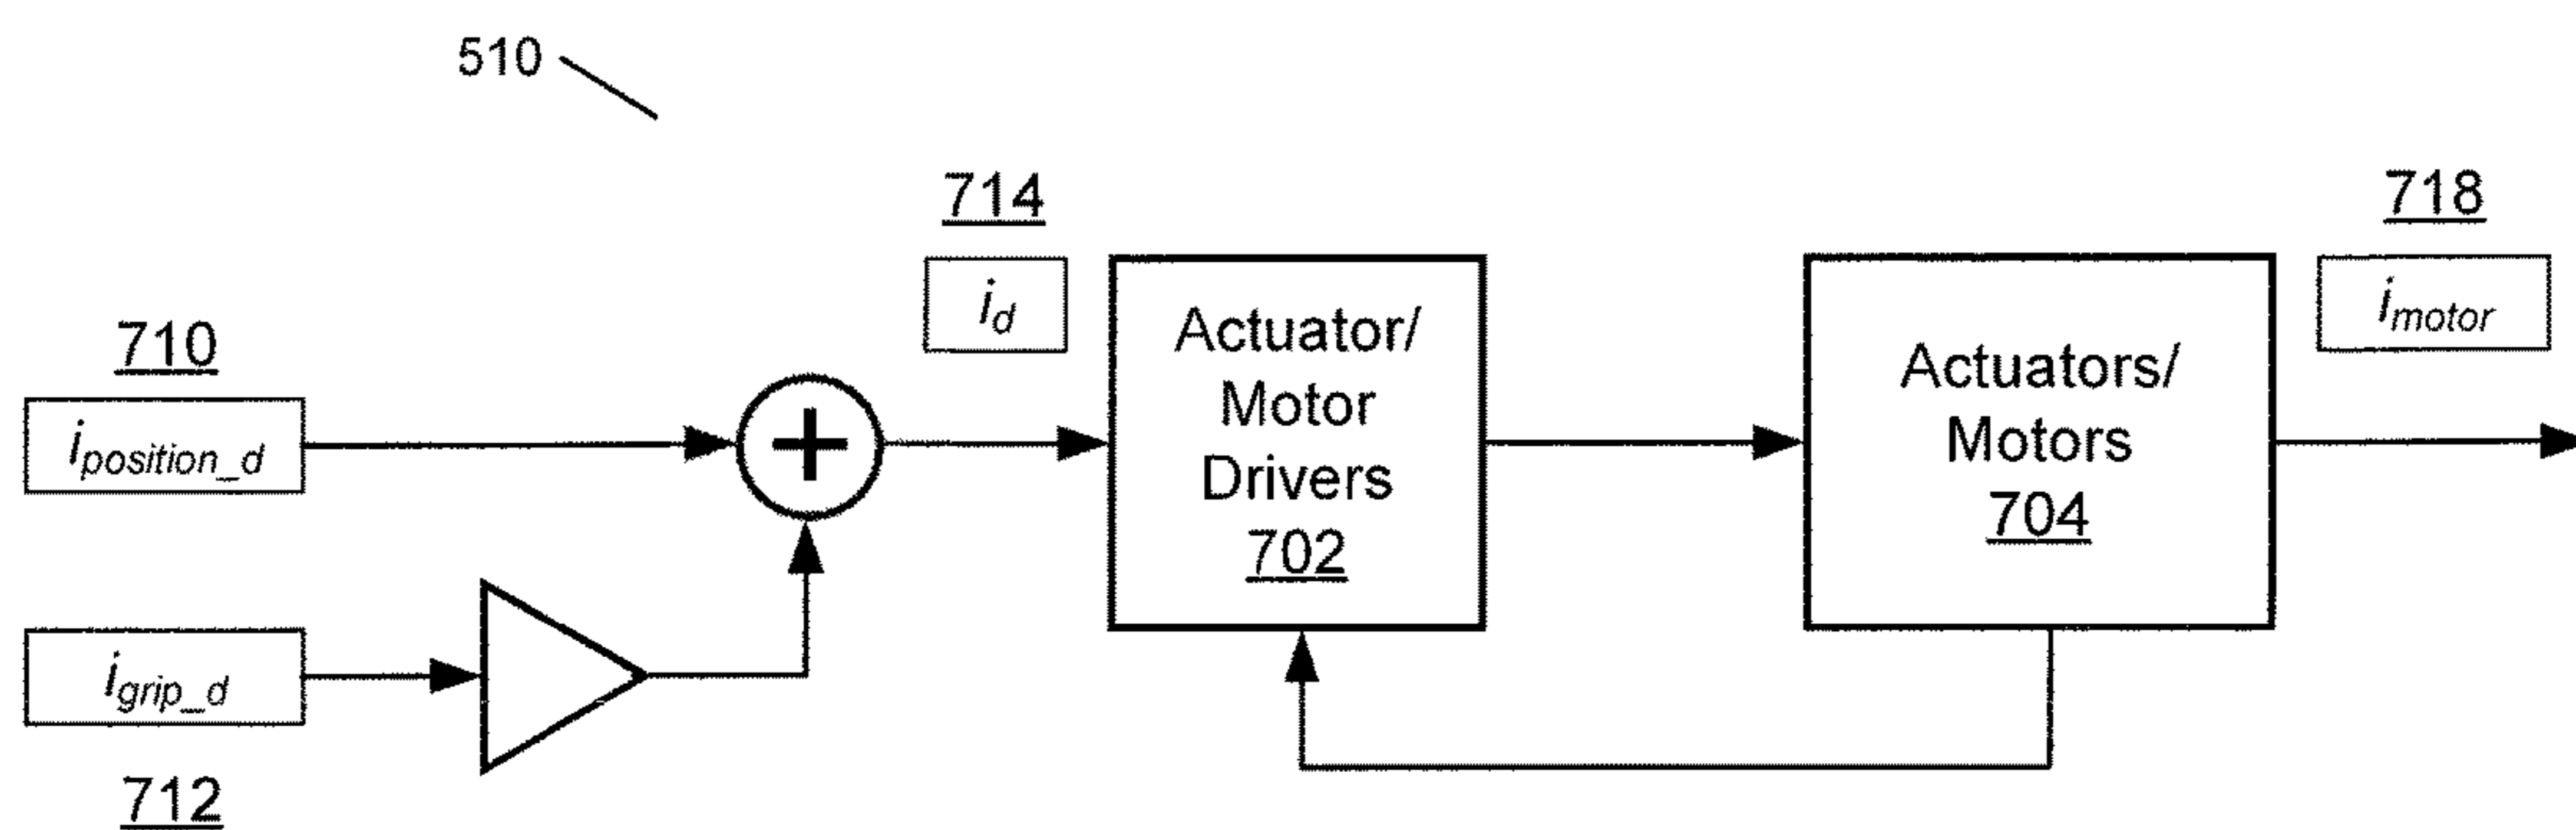 510
714
718
i_d
i_motor
710
i_position_d
+
Actuator/
Motor
Drivers
702
Actuators/
Motors
704
i_grip_d
712